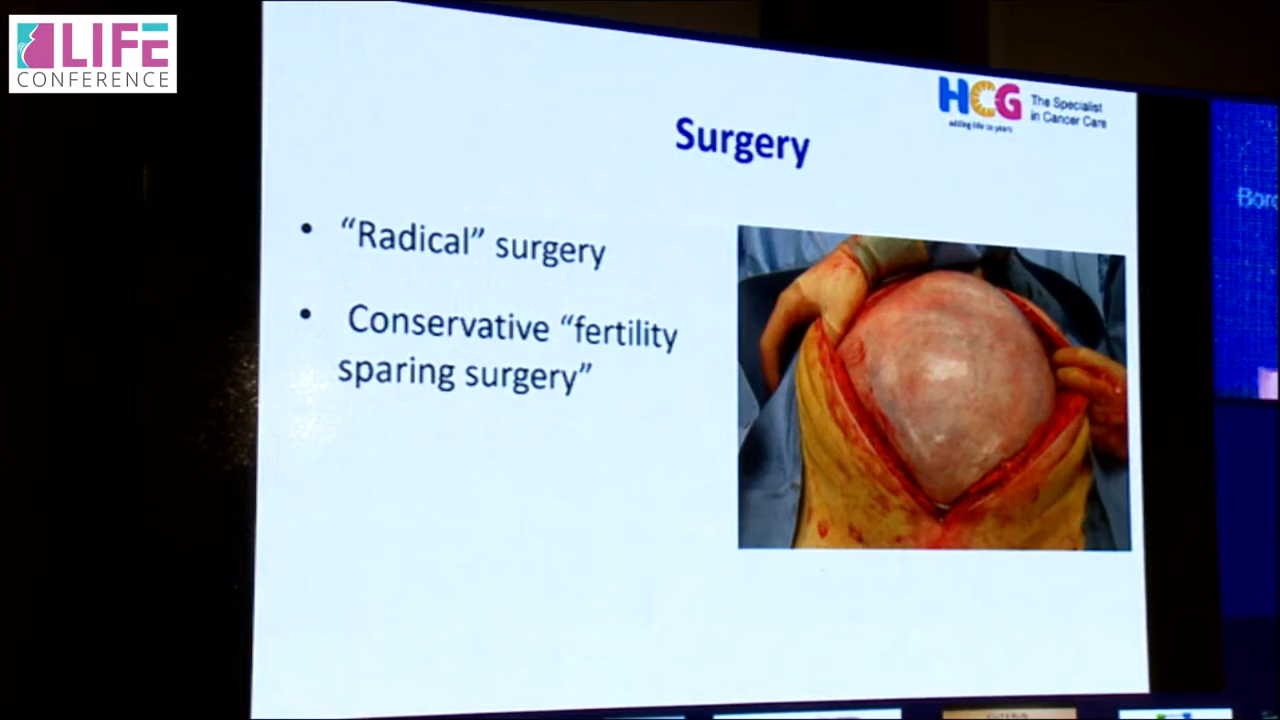 LIFE
CONFERENCE
HCG
The Specialist
in Cancer Care
adding life to years
Surgery
• “Radical” surgery
• Conservative “fertility
sparing surgery”